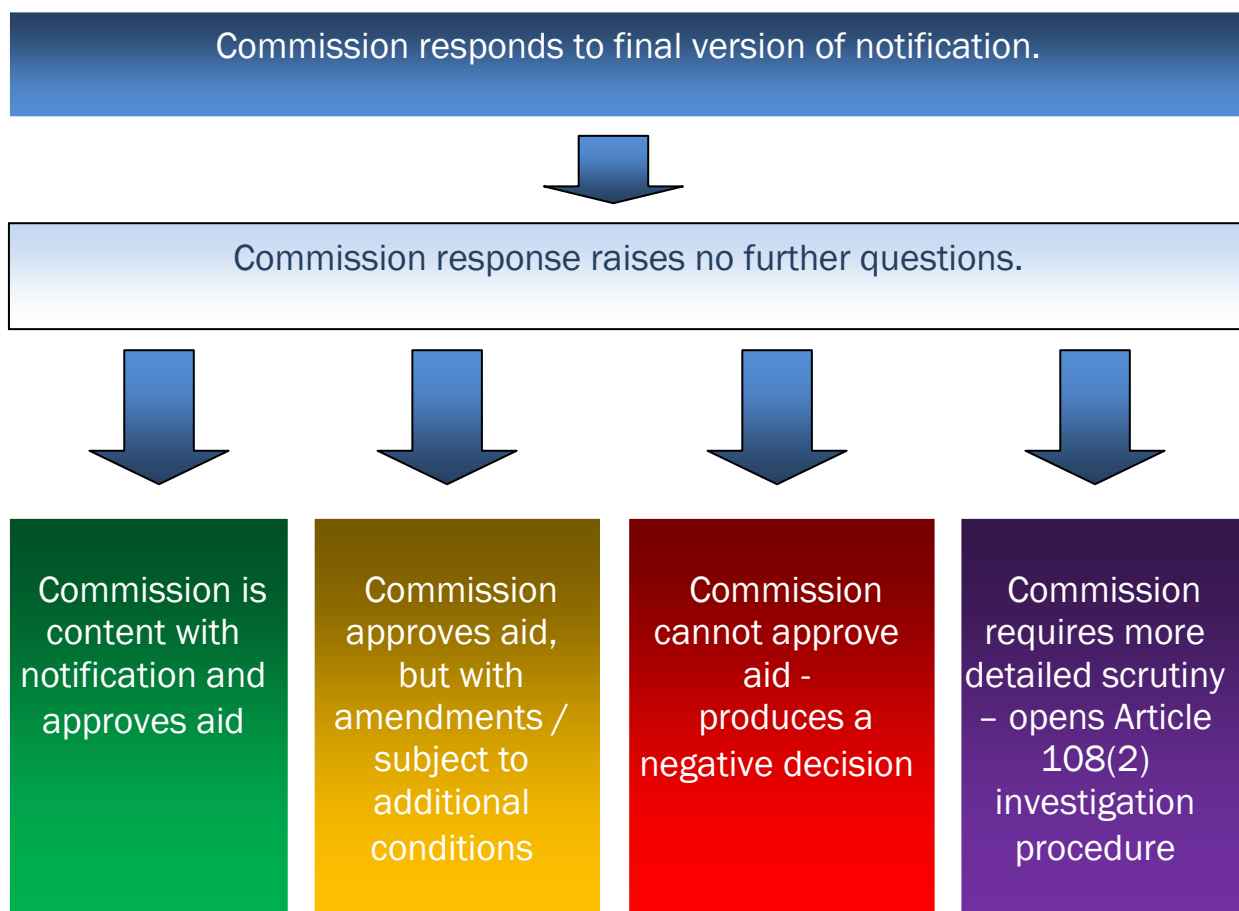 Commission responds to final version of notification.
Commission response raises no further questions.
Commission is
content with
notification and
approves aid
Commission
approves aid,
but with
amendments /
subject to
additional
conditions
Commission
cannot approve
aid -
produces a
negative decision
Commission
requires more
detailed scrutiny
– opens Article
108(2)
investigation
procedure